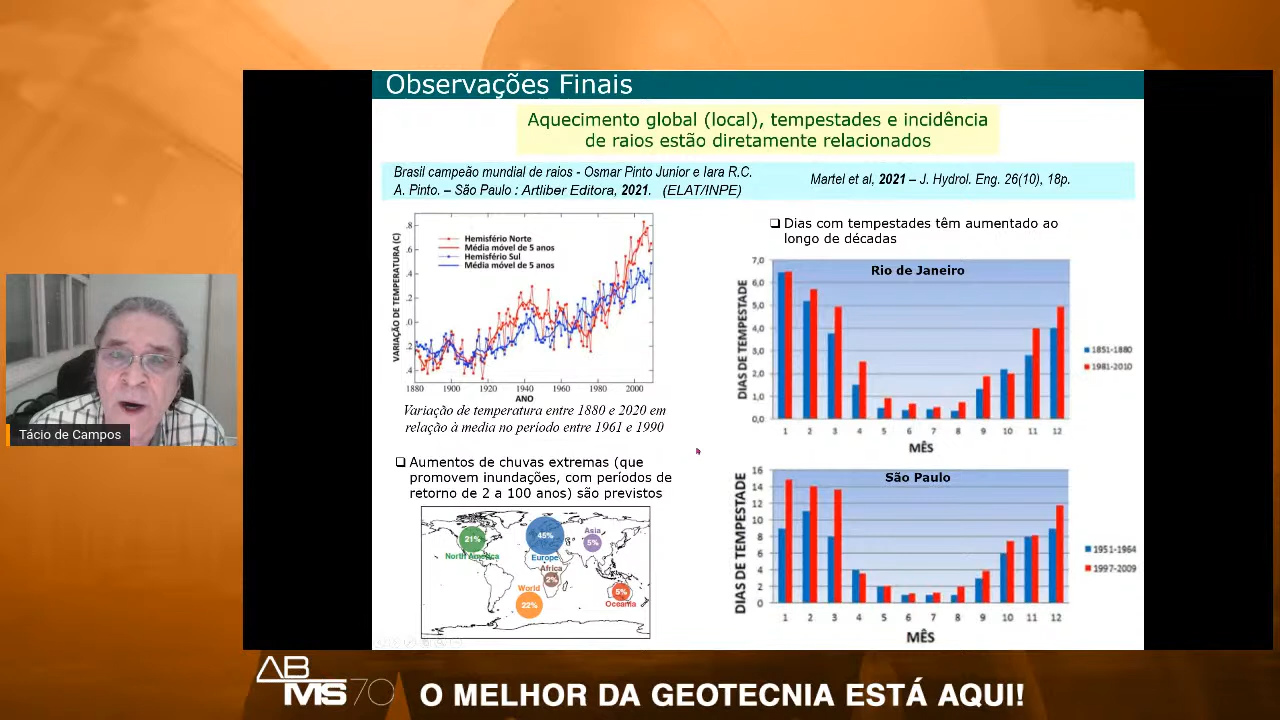 Observações Finais
Aquecimento global (local), tempestades e incidência
de raios estão diretamente relacionados
Brasil campeão mundial de raios - Osmar Pinto Junior e Iara R.C.
A. Pinto. – São Paulo : Artliber Editora, 2021. (ELAT/INPE)
Martel et al, 2021 – J. Hydrol. Eng. 26(10), 18p.
VARIAÇÃO DE TEMPERATURA (C)
.8
.6
.4
.2
.0
.2
.4
Hemisfério Norte
Média móvel de 5 anos
Hemisfério Sul
Média móvel de 5 anos
1880 1900 1920 1940 1960 1980 2000
ANO
Variação de temperatura entre 1880 e 2020 em
relação à media no período entre 1961 e 1990
❑ Aumentos de chuvas extremas (que
promovem inundações, com períodos de
retorno de 2 a 100 anos) são previstos
21%
North America
45%
Europe
Asia
5%
Africa
2%
World
22%
5%
Oceania
❑ Dias com tempestades têm aumentado ao
longo de décadas
Rio de Janeiro
DIAS DE TEMPESTADE
7,0
6,0
5,0
4,0
3,0
2,0
1,0
0,0
1 2 3 4 5 6 7 8 9 10 11 12
MÊS
1851-1880
1981-2010
São Paulo
DIAS DE TEMPESTADE
16
14
12
10
8
6
4
2
0
1 2 3 4 5 6 7 8 9 10 11 12
MÊS
1951-1964
1997-2009
Tácio de Campos
AB
MS70
O MELHOR DA GEOTECNIA ESTÁ AQUI!